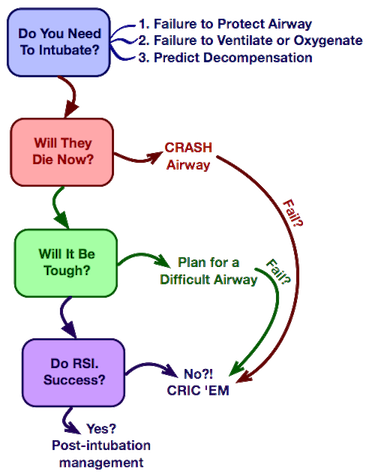 Do You Need
To Intubate?
1. Failure to Protect Airway
2. Failure to Ventilate or Oxygenate
3. Predict Decompensation
Will They
Die Now?
CRASH
Airway
Fail?
Will It Be
Tough?
Plan for a
Difficult Airway
Fail?
Do RSI.
Success?
No?!
CRIC 'EM
Yes?
Post-intubation
management